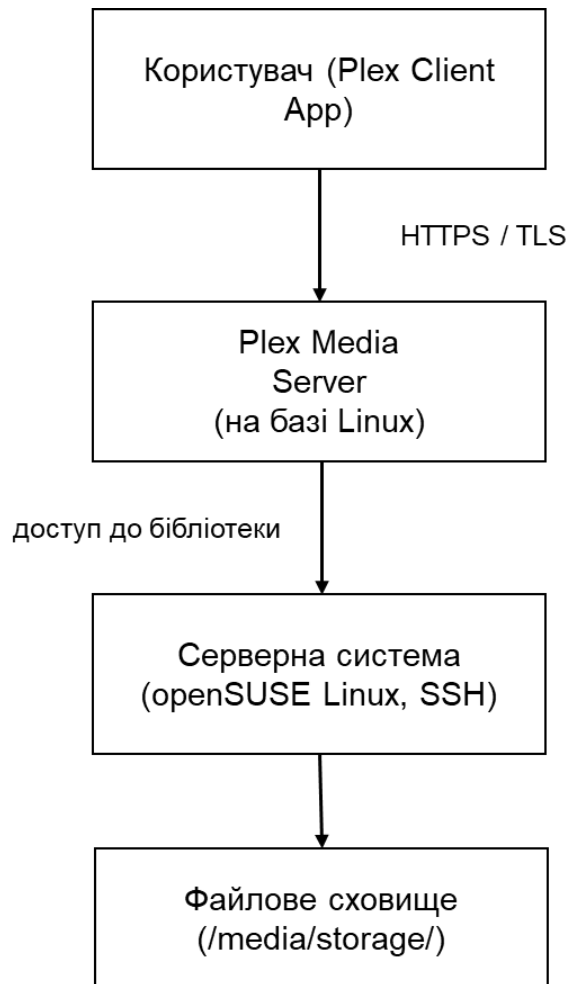 Користувач (Plex Client
App)
HTTPS / TLS
Plex Media
Server
(на базі Linux)
доступ до бібліотеки
Серверна система
(openSUSE Linux, SSH)
Файлове сховище
(/media/storage/)